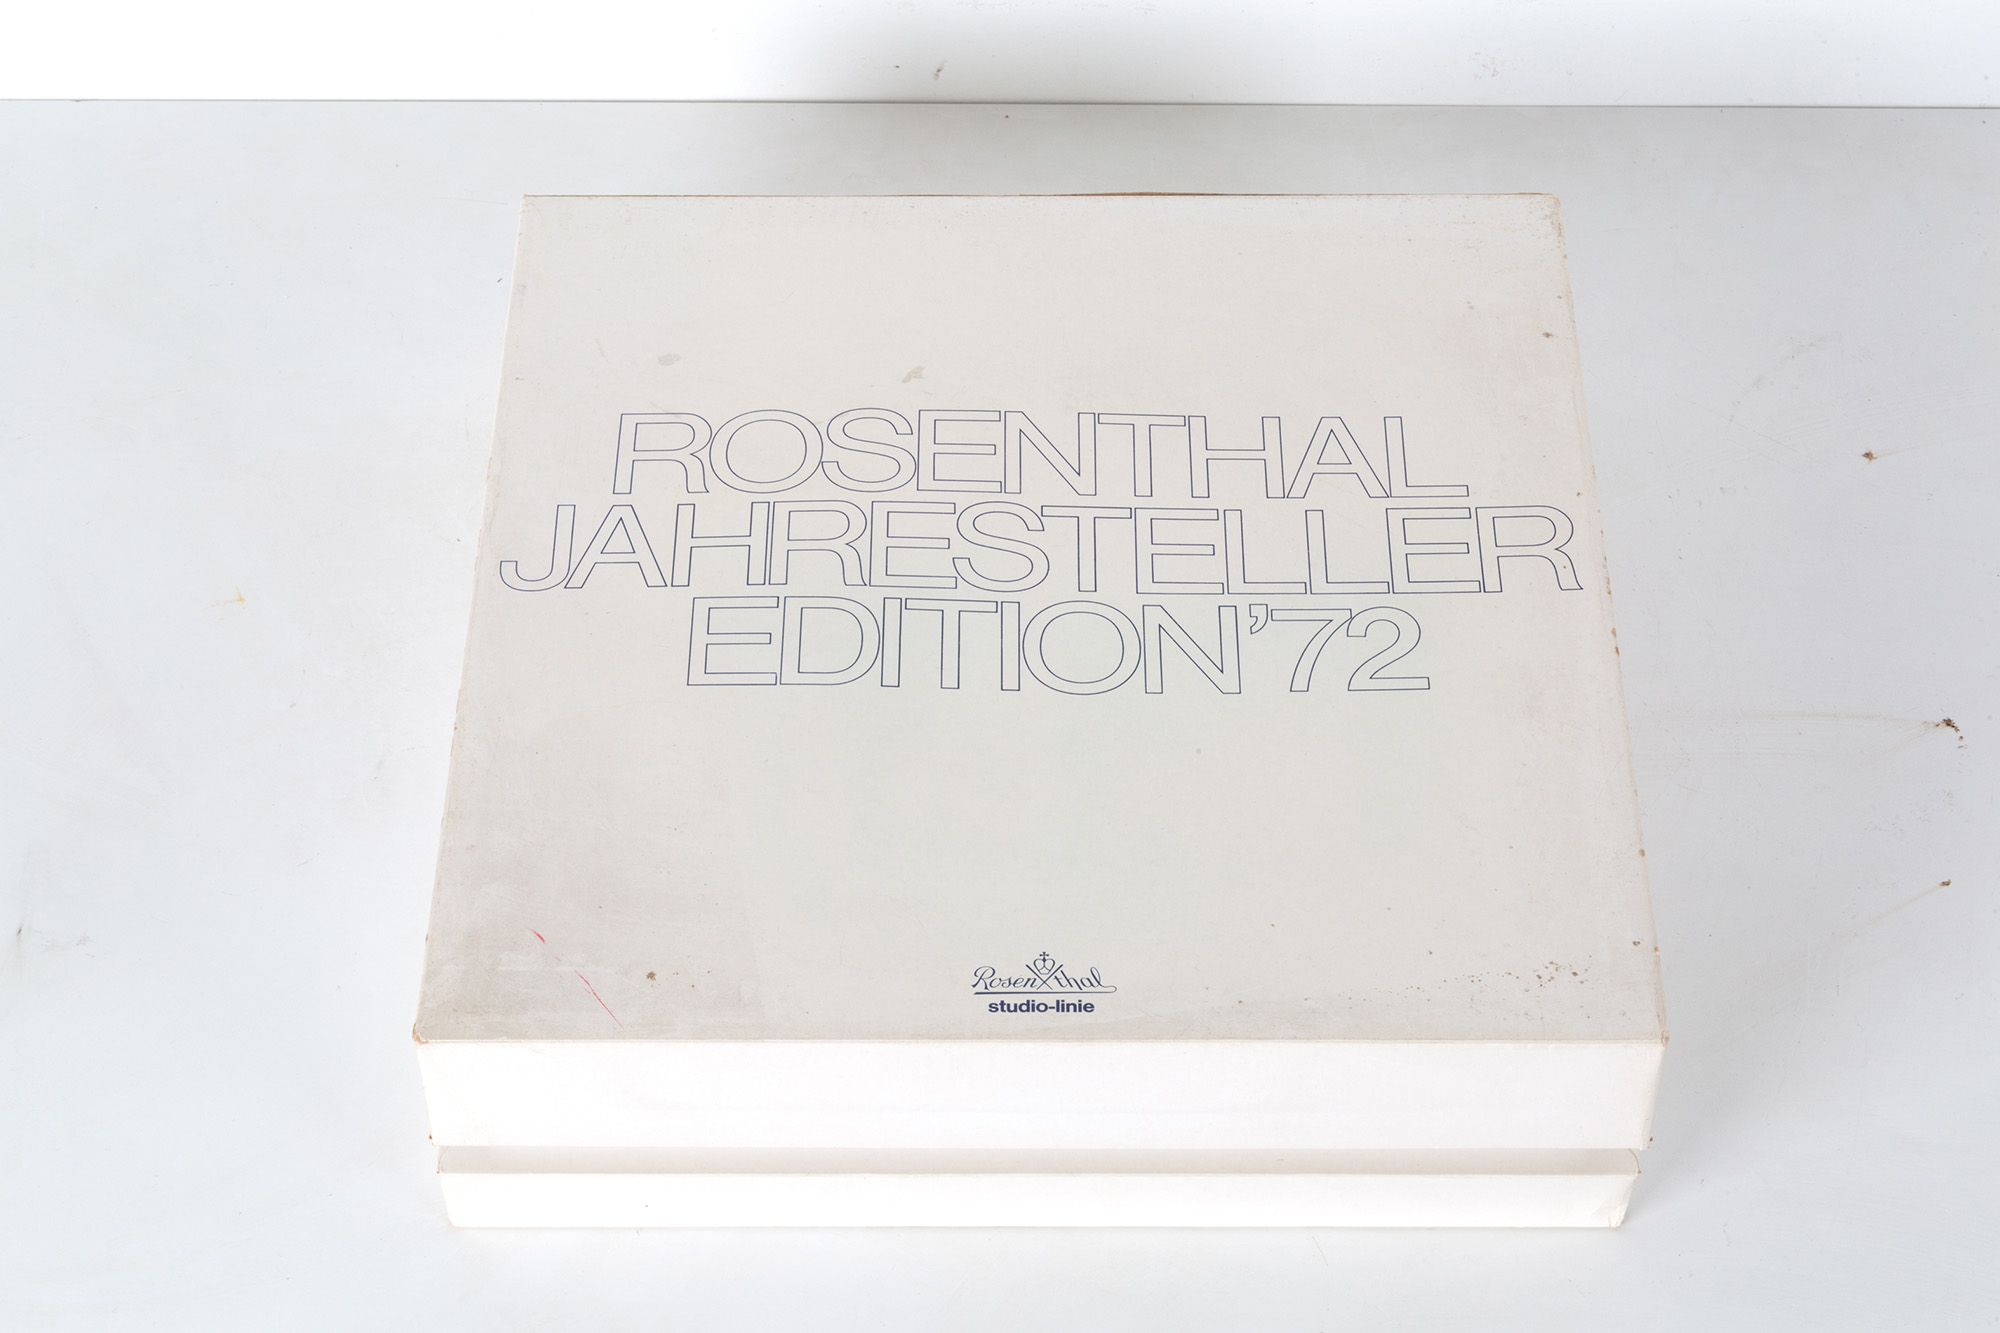 ROSENTHAL
JAHRESTELLER
EDITION'72
Rosenthal
studio-linie